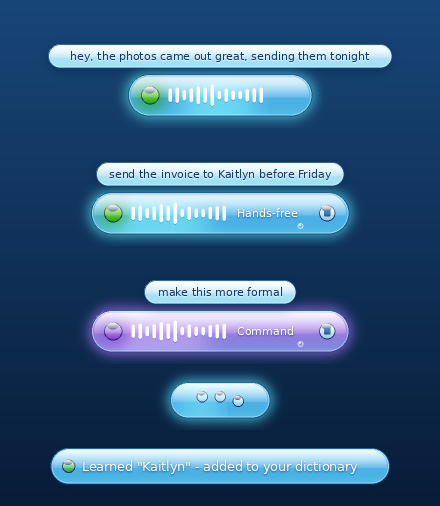 hey, the photos came out great, sending them tonight
send the invoice to Kaitlyn before Friday
Hands-free
make this more formal
Command
Learned "Kaitlyn" - added to your dictionary